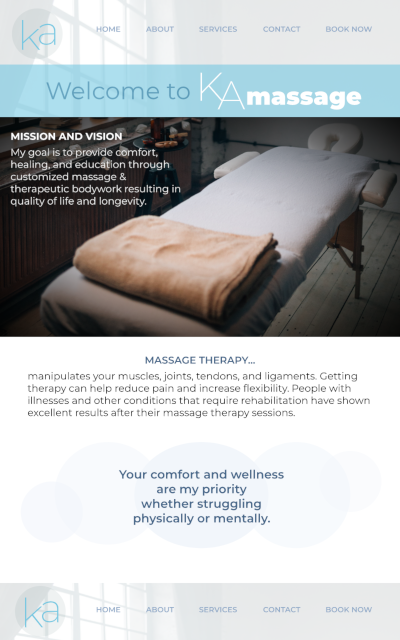 ka
HOME ABOUT SERVICES CONTACT BOOK NOW
Welcome to KA massage
MISSION AND VISION
My goal is to provide comfort,
healing, and education through
customized massage &
therapeutic bodywork resulting in
quality of life and longevity.
MASSAGE THERAPY...
manipulates your muscles, joints, tendons, and ligaments. Getting
therapy can help reduce pain and increase flexibility. People with
illnesses and other conditions that require rehabilitation have shown
excellent results after their massage therapy sessions.
Your comfort and wellness
are my priority
whether struggling
physically or mentally.
ka
HOME ABOUT SERVICES CONTACT BOOK NOW